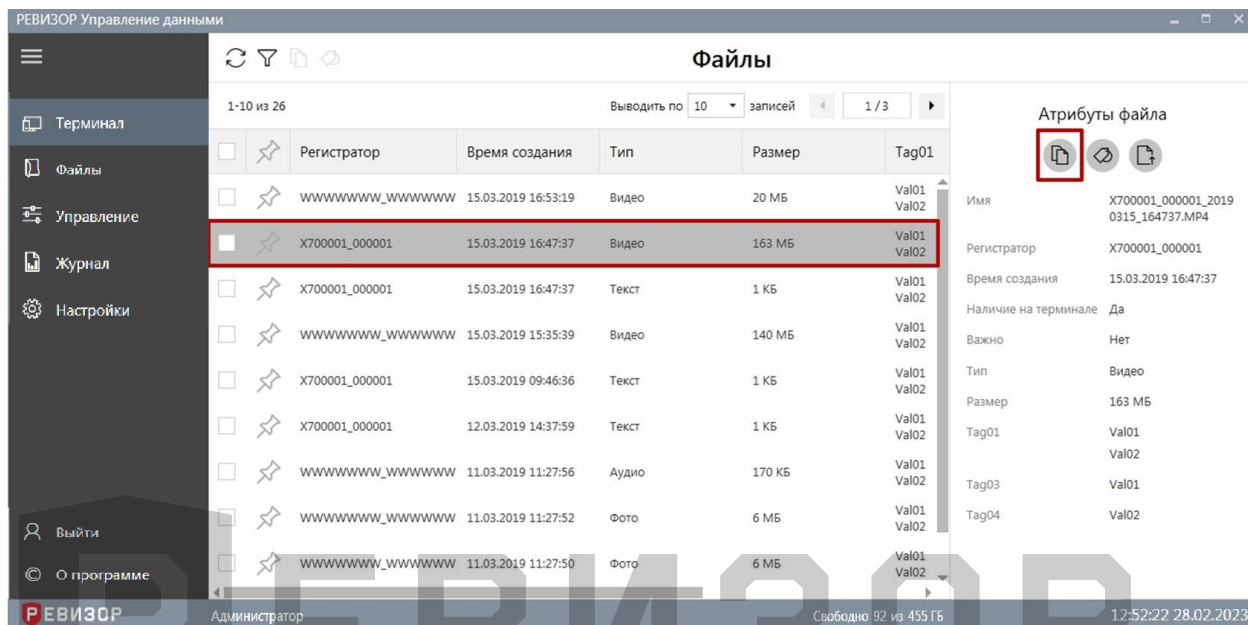 РЕВИЗОР Управление данными
Файлы
Терминал
Файлы
Управление
Журнал
Настройки
Выйти
© О программе
1-10 из 26
Выводить по 10 записей 1 / 3
Регистратор Время создания Тип Размер Tag01
WWWWWWW_WWWWWW 15.03.2019 16:53:19 Видео 20 МБ Val01
Val02
X700001_000001 15.03.2019 16:47:37 Видео 163 МБ Val01
Val02
X700001_000001 15.03.2019 16:47:37 Текст 1 КБ Val01
Val02
WWWWWWW_WWWWWW 15.03.2019 15:35:39 Видео 140 МБ Val01
Val02
X700001_000001 15.03.2019 09:46:36 Текст 1 КБ Val01
Val02
X700001_000001 12.03.2019 14:37:59 Текст 1 КБ Val01
Val02
WWWWWWW_WWWWWW 11.03.2019 11:27:56 Аудио 170 КБ Val01
Val02
WWWWWWW_WWWWWW 11.03.2019 11:27:52 Фото 6 МБ Val01
Val02
WWWWWWW_WWWWWW 11.03.2019 11:27:50 Фото 6 МБ Val01
Val02
Атрибуты файла
Имя X700001_000001_2019
0315_164737.MP4
Регистратор X700001_000001
Время создания 15.03.2019 16:47:37
Наличие на терминале Да
Важно Нет
Тип Видео
Размер 163 МБ
Tag01 Val01
Val02
Tag03 Val01
Tag04 Val02
РЕВИЗОР
РЕВИЗОР Администратор Свободно 92 из 455 ГБ 12:52:22 28.02.2023